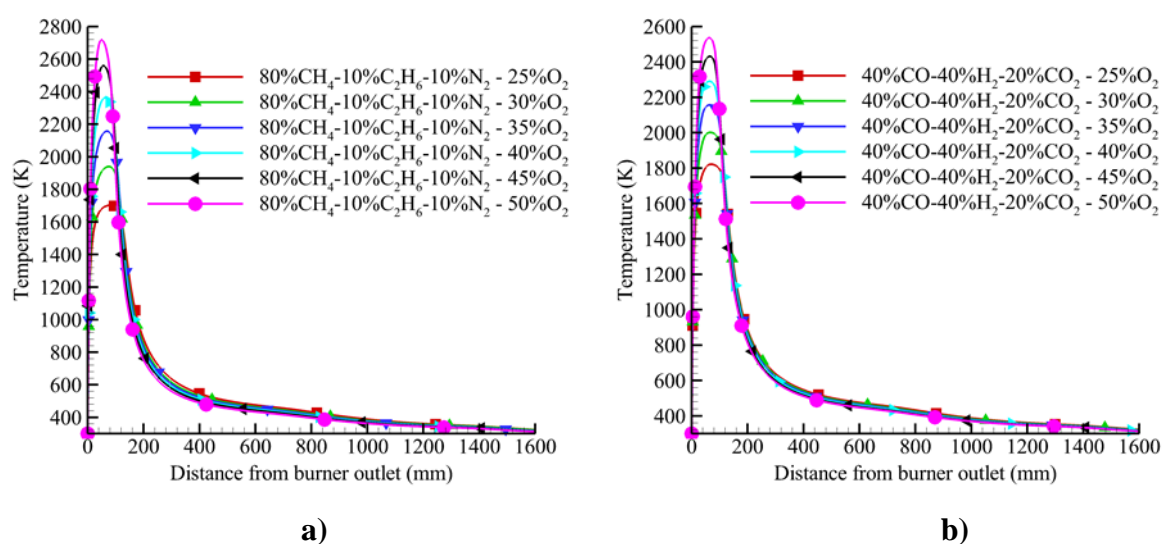 2800
2600
2400
2200
2000
1800
1600
1400
1200
1000
800
600
400
Temperature (K)
80%CH₄-10%C₂H₆-10%N₂ - 25%O₂
80%CH₄-10%C₂H₆-10%N₂ - 30%O₂
80%CH₄-10%C₂H₆-10%N₂ - 35%O₂
80%CH₄-10%C₂H₆-10%N₂ - 40%O₂
80%CH₄-10%C₂H₆-10%N₂ - 45%O₂
80%CH₄-10%C₂H₆-10%N₂ - 50%O₂
0 200 400 600 800 1000 1200 1400 1600
Distance from burner outlet (mm)
a)
2600
2400
2200
2000
1800
1600
1400
1200
1000
800
600
400
Temperature (K)
40%CO-40%H₂-20%CO₂ - 25%O₂
40%CO-40%H₂-20%CO₂ - 30%O₂
40%CO-40%H₂-20%CO₂ - 35%O₂
40%CO-40%H₂-20%CO₂ - 40%O₂
40%CO-40%H₂-20%CO₂ - 45%O₂
40%CO-40%H₂-20%CO₂ - 50%O₂
0 200 400 600 800 1000 1200 1400 1600
Distance from burner outlet (mm)
b)